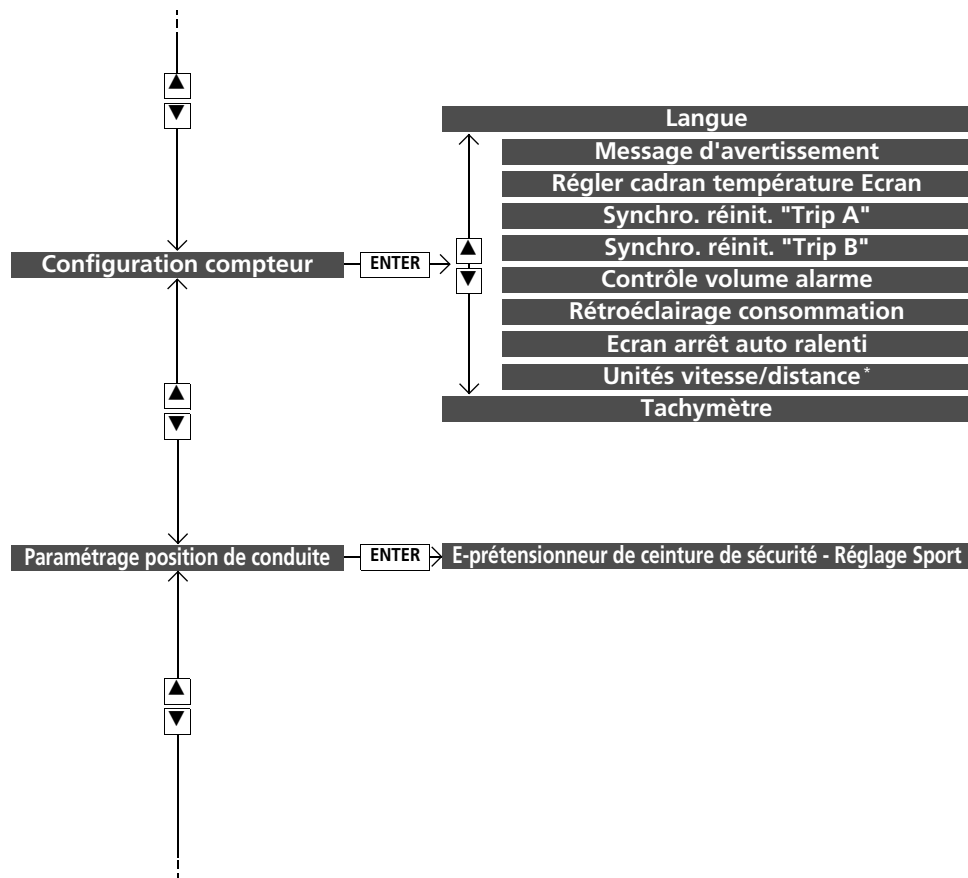 Langue
Message d'avertissement
Régler cadran température Ecran
Synchro. réinit. "Trip A"
Synchro. réinit. "Trip B"
Configuration compteur
ENTER
Contrôle volume alarme
Rétroéclairage consommation
Ecran arrêt auto ralenti
Unités vitesse/distance*
Tachymètre
Paramétrage position de conduite
ENTER
E-prétensionneur de ceinture de sécurité - Réglage Sport